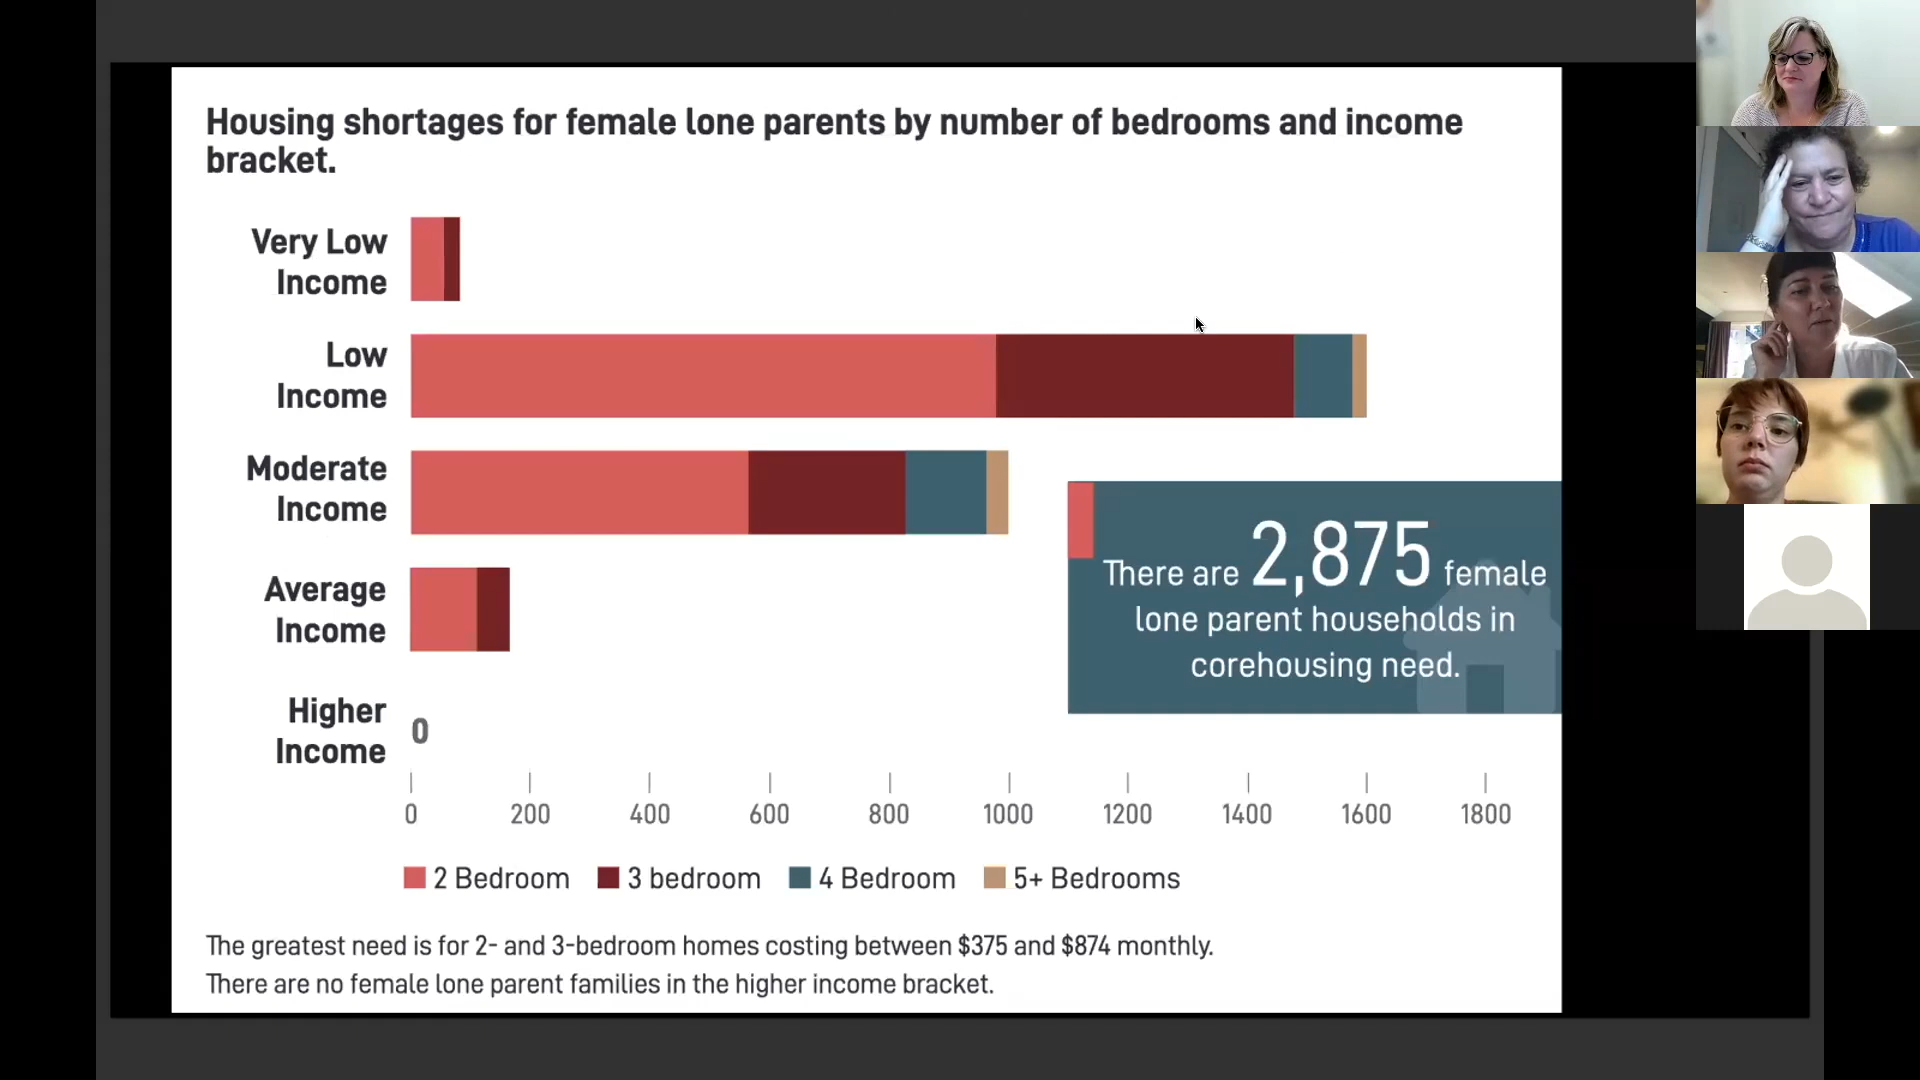 Housing shortages for female lone parents by number of bedrooms and income
bracket.
Very Low
Income
Low
Income
Moderate
Income
Average
Income
Higher
Income
0
There are 2,875 female
lone parent households in
corehousing need.
0 200 400 600 800 1000 1200 1400 1600 1800
2 Bedroom 3 bedroom 4 Bedroom 5+ Bedrooms
The greatest need is for 2- and 3-bedroom homes costing between $375 and $874 monthly.
There are no female lone parent families in the higher income bracket.